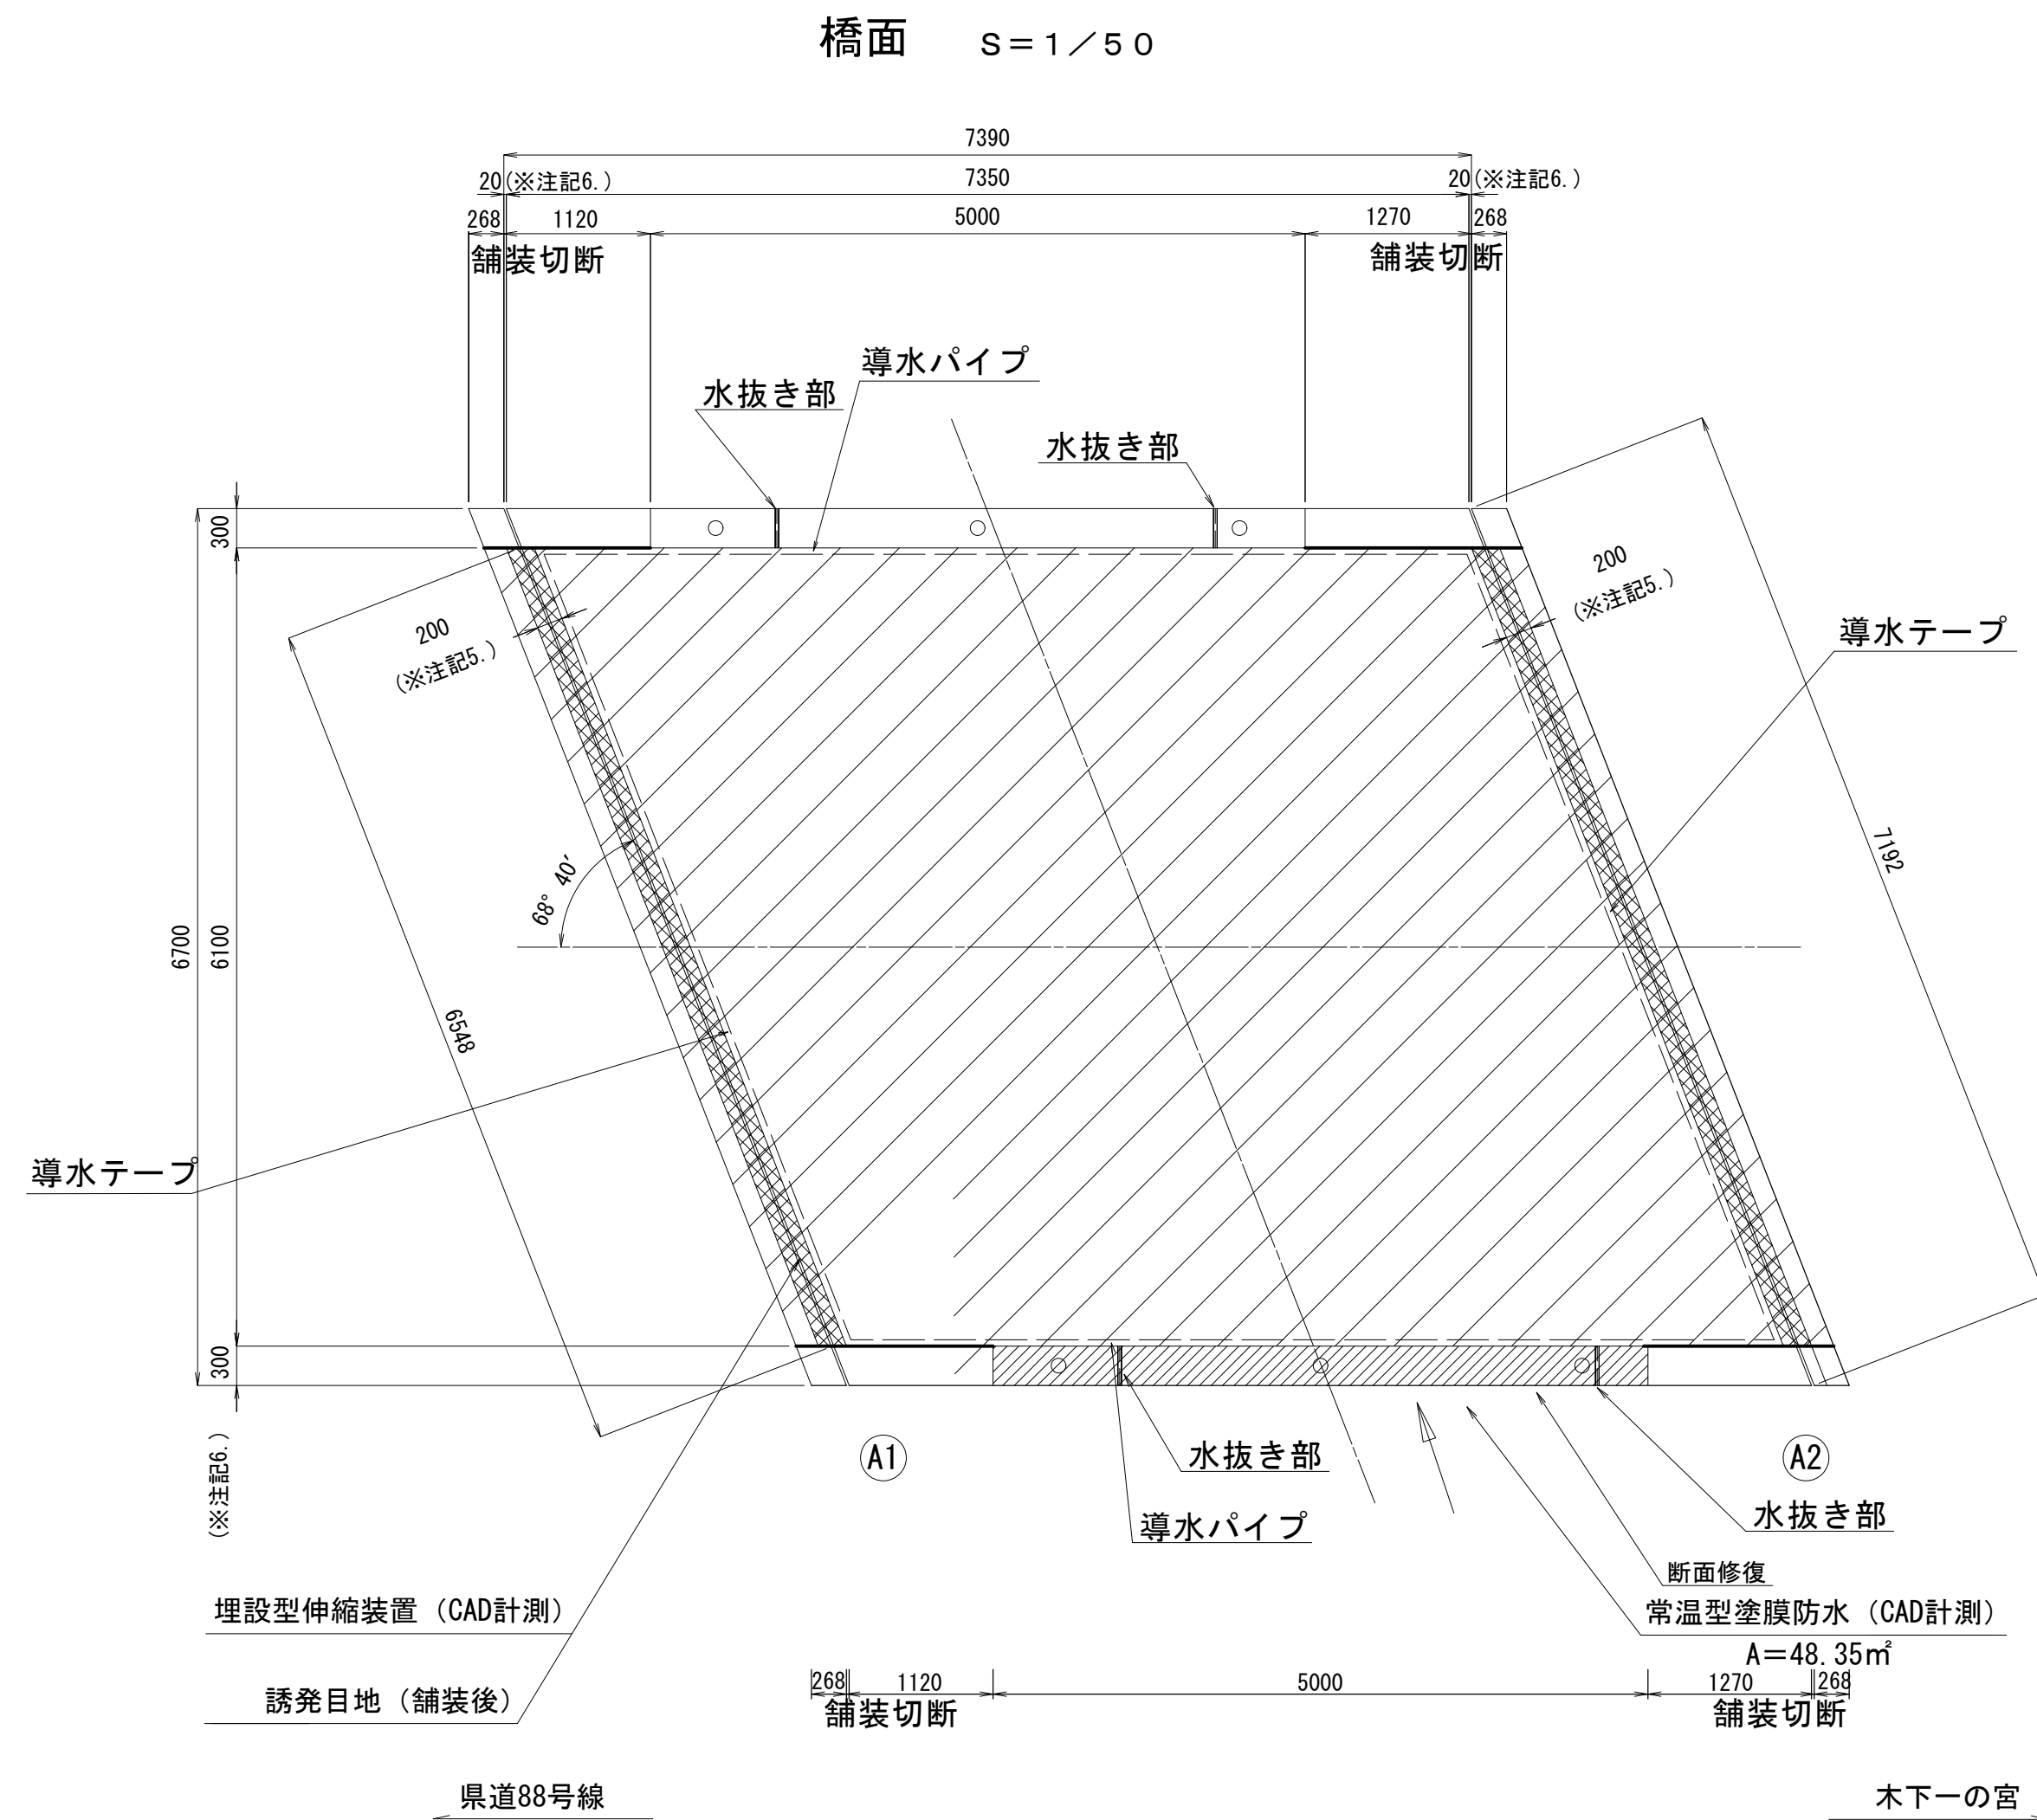 橋面 S＝1／50
7390
20(※注記6.) 7350 20(※注記6.)
268 1120 5000 1270 268
舗装切断 舗装切断
導水パイプ
水抜き部
水抜き部
300
200
(※注記5.)
200
(※注記5.)
導水テープ
7192
68°40′
6700
6100
6548
導水テープ
300
(※注記6.)
A1
A2
水抜き部
水抜き部
導水パイプ
断面修復
埋設型伸縮装置（CAD計測）
常温型塗膜防水（CAD計測）
A＝48.35㎡
誘発目地（舗装後）
268 1120 5000 1270 268
舗装切断 舗装切断
県道88号線
木下一の宮